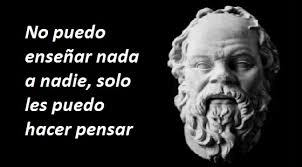 No puedo
enseñar nada
a nadie, solo
les puedo
hacer pensar